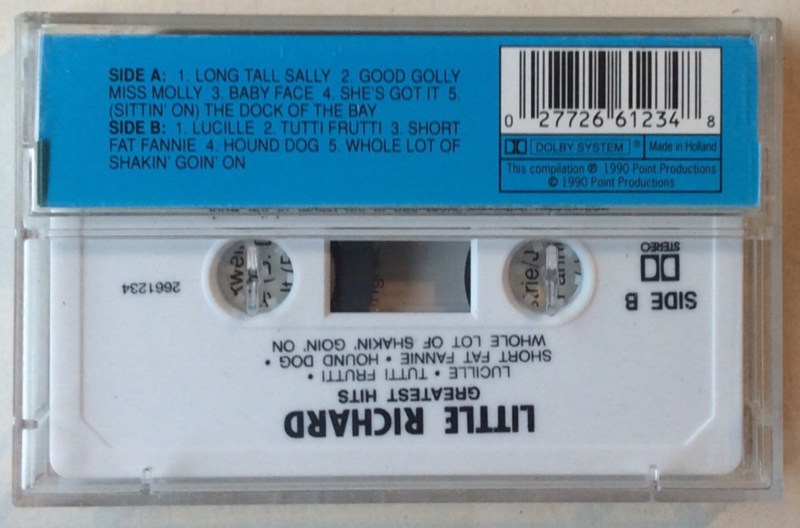 SIDE A: 1. LONG TALL SALLY 2. GOOD GOLLY
MISS MOLLY 3. BABY FACE 4. SHE'S GOT IT 5.
(SITTIN' ON) THE DOCK OF THE BAY
SIDE B: 1. LUCILLE 2. TUTTI FRUTTI 3. SHORT
FAT FANNIE 4. HOUND DOG 5. WHOLE LOT OF
SHAKIN' GOIN' ON
0 27726 61234 8
DOLBY SYSTEM ® Made in Holland
This compilation ℗ 1990 Point Productions
© 1990 Point Productions
LITTLE RICHARD
GREATEST HITS
LUCILLE • TUTTI FRUTTI •
SHORT FAT FANNIE • HOUND DOG •
WHOLE LOT OF SHAKIN' GOIN' ON
SIDE B
STEREO
2661234